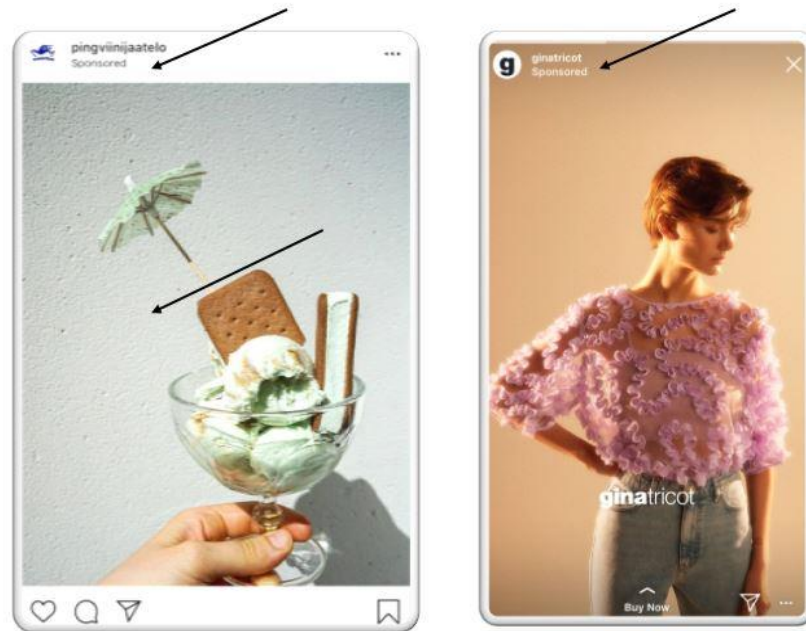 pingviinijaatelo
Sponsored
g ginatricot
Sponsored
ginatricot
Buy Now